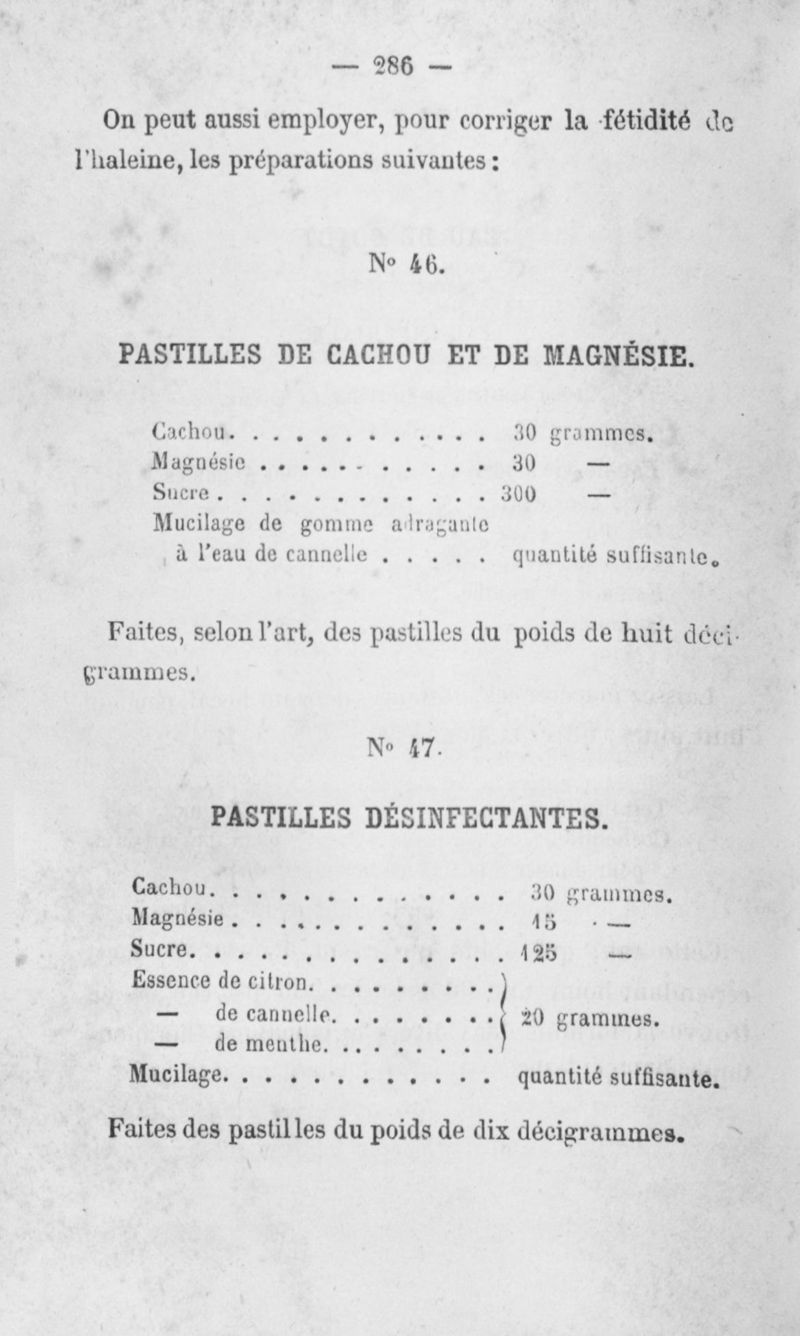 — 286 —
On peut aussi employer, pour corriger la fétidité de
l'haleine, les préparations suivantes :
N° 46.
PASTILLES DE CACHOU ET DE MAGNÉSIE.
Cachou. . . . . . . . . . . . 30 grammes.
Magnésie . . . . . . . . . . 30 —
Sucre . . . . . . . . . . . . 300 —
Mucilage de gomme adragante
à l'eau de cannelle . . . . . quantité suffisante.
Faites, selon l'art, des pastilles du poids de huit déci-
grammes.
N° 47.
PASTILLES DÉSINFECTANTES.
Cachou. . . . . . . . . . . . . 30 grammes.
Magnésie . . . . . . . . . . . . 15 —
Sucre. . . . . . . . . . . . . . 125 —
Essence de citron. . . . . . . . .
— de cannelle. . . . . . . . } 20 grammes.
— de menthe. . . . . . . . .
Mucilage. . . . . . . . . . . . quantité suffisante.
Faites des pastilles du poids de dix décigrammes.